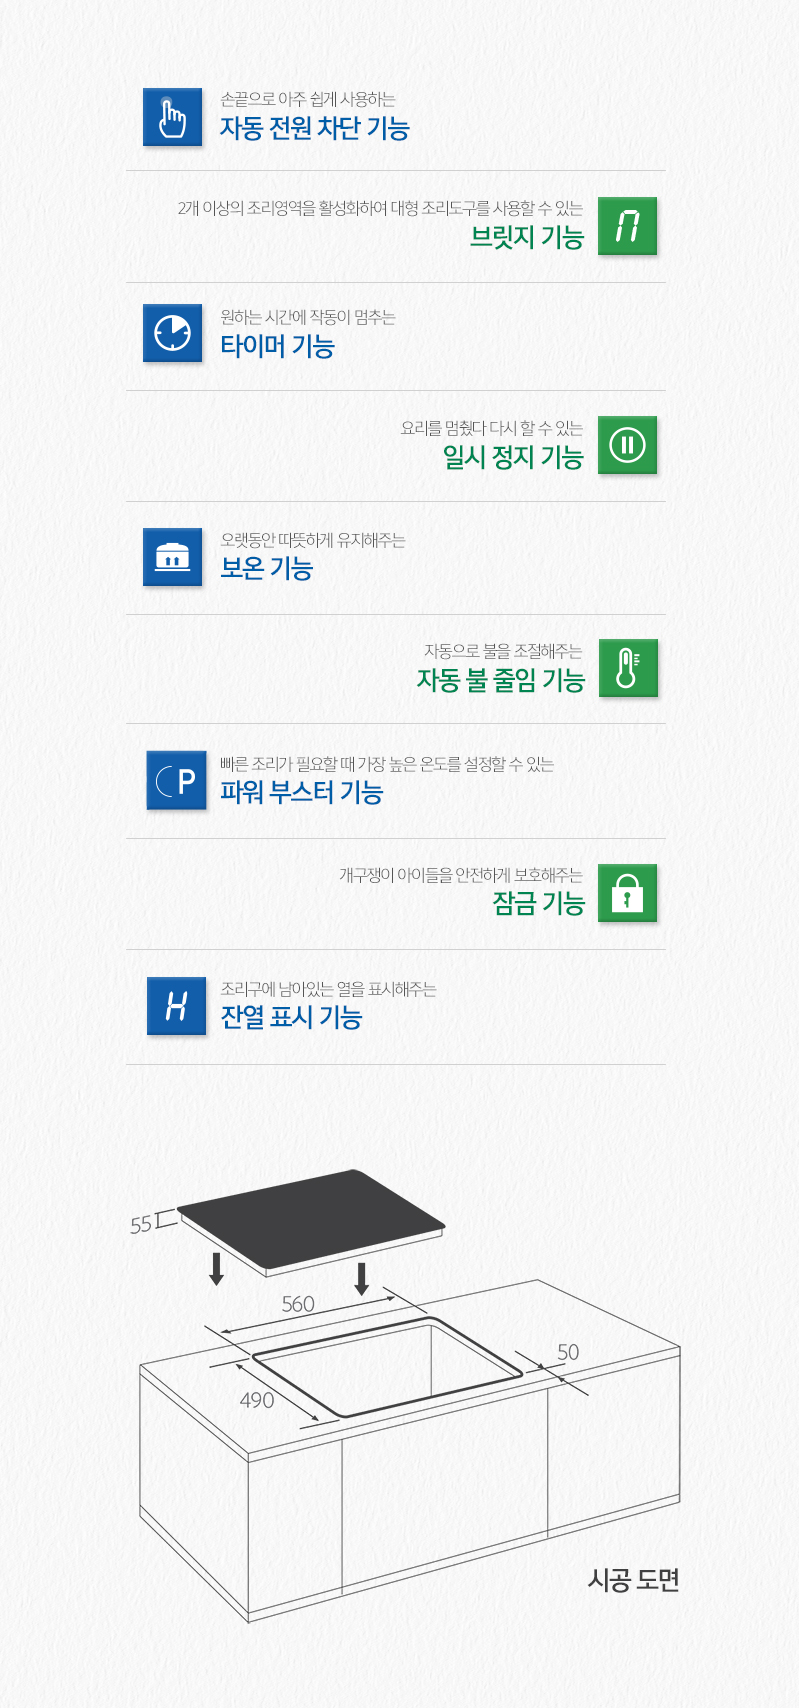 손끝으로 아주 쉽게 사용하는
자동 전원 차단 기능
2개 이상의 조리영역을 활성화하여 대형 조리도구를 사용할 수 있는
브릿지 기능
원하는 시간에 작동이 멈추는
타이머 기능
요리를 멈췄다 다시 할 수 있는
일시 정지 기능
오랫동안 따뜻하게 유지해주는
보온 기능
자동으로 불을 조절해주는
자동 불 줄임 기능
P
빠른 조리가 필요할 때 가장 높은 온도를 설정할 수 있는
파워 부스터 기능
개구쟁이 아이들을 안전하게 보호해주는
잠금 기능
H
조리구에 남아있는 열을 표시해주는
잔열 표시 기능
55
560
50
490
시공 도면